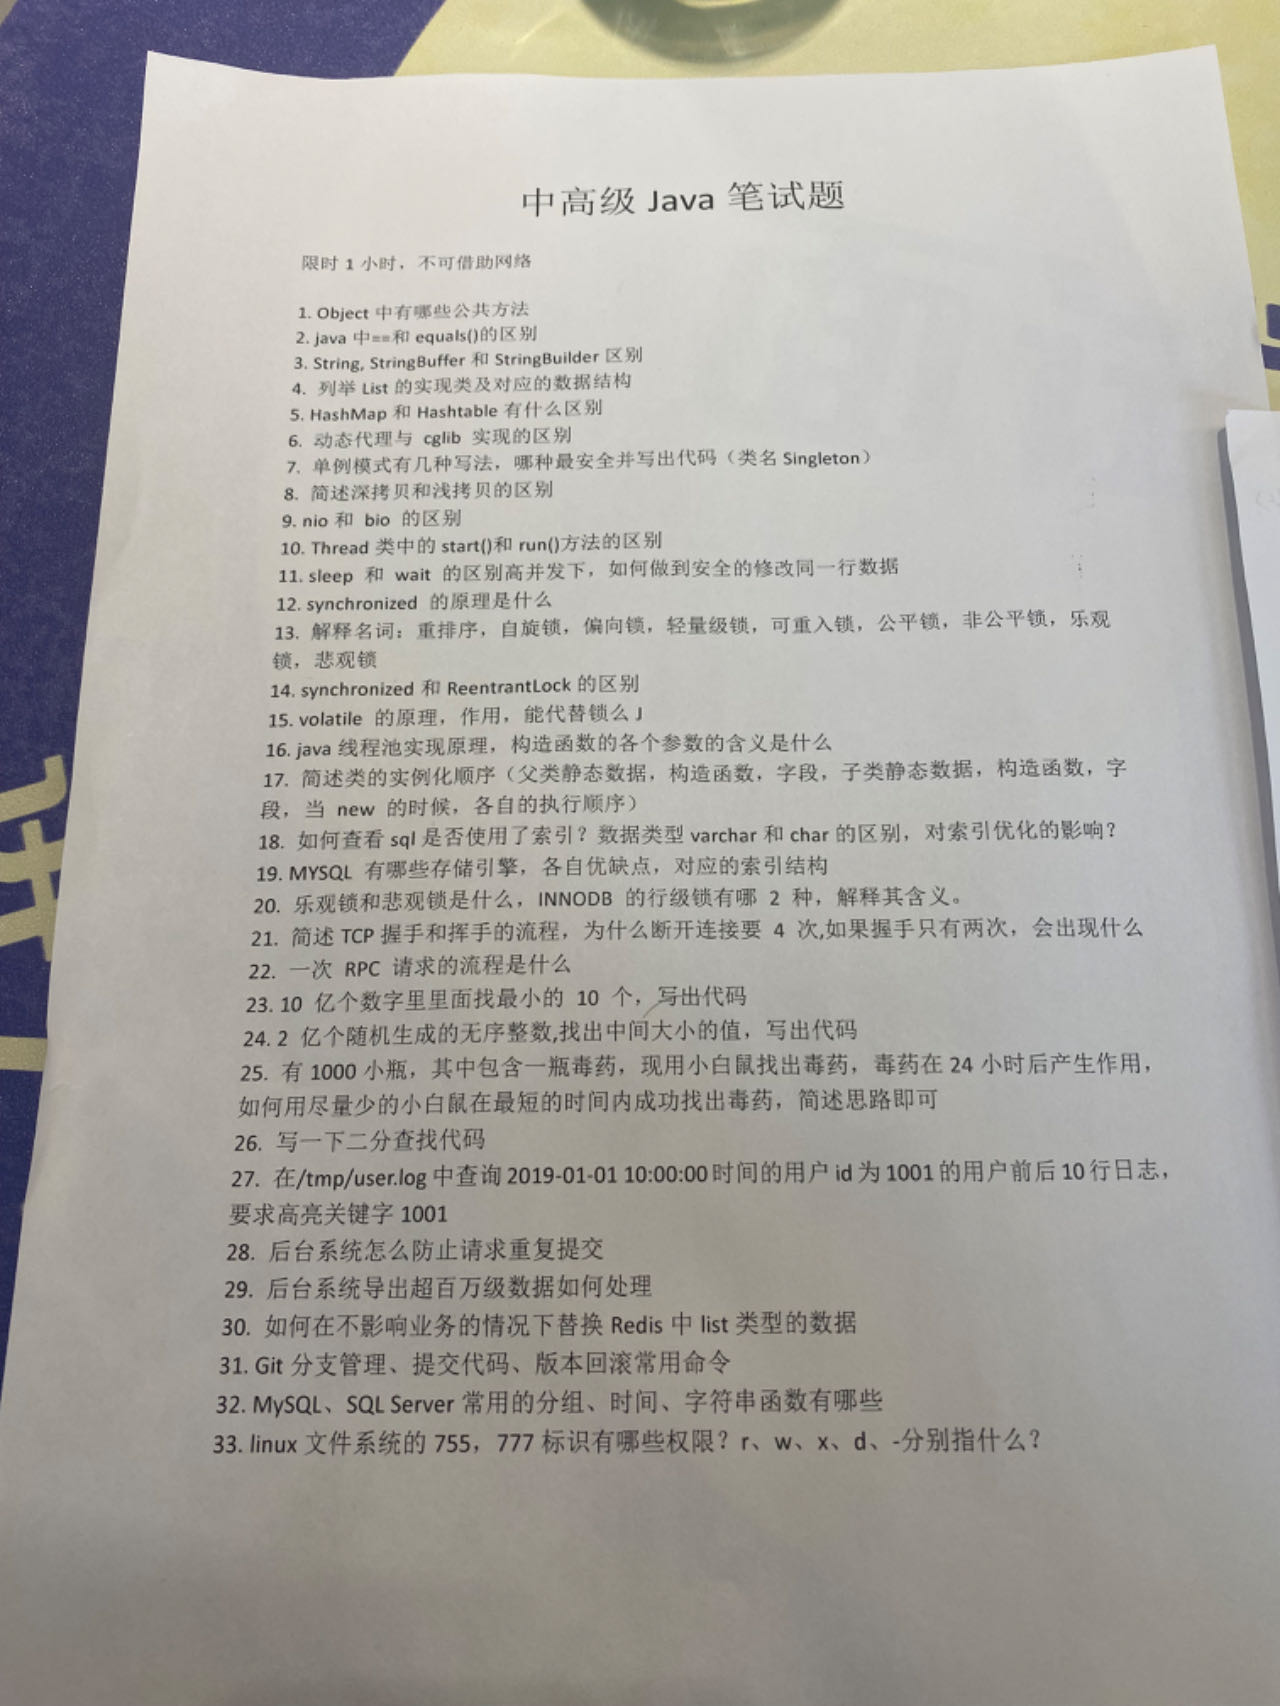 中高级 Java 笔试题
限时 1 小时，不可借助网络
1. Object 中有哪些公共方法
2. java 中==和 equals()的区别
3. String, StringBuffer 和 StringBuilder 区别
4. 列举 List 的实现类及对应的数据结构
5. HashMap 和 Hashtable 有什么区别
6. 动态代理与 cglib 实现的区别
7. 单例模式有几种写法，哪种最安全并写出代码（类名 Singleton）
8. 简述深拷贝和浅拷贝的区别
9. nio 和 bio 的区别
10. Thread 类中的 start()和 run()方法的区别
11. sleep 和 wait 的区别高并发下，如何做到安全的修改同一行数据
12. synchronized 的原理是什么
13. 解释名词：重排序，自旋锁，偏向锁，轻量级锁，可重入锁，公平锁，非公平锁，乐观
锁，悲观锁
14. synchronized 和 ReentrantLock 的区别
15. volatile 的原理，作用，能代替锁么 J
16. java 线程池实现原理，构造函数的各个参数的含义是什么
17. 简述类的实例化顺序（父类静态数据，构造函数，字段，子类静态数据，构造函数，字
段，当 new 的时候，各自的执行顺序）
18. 如何查看 sql 是否使用了索引？数据类型 varchar 和 char 的区别，对索引优化的影响？
19. MYSQL 有哪些存储引擎，各自优缺点，对应的索引结构
20. 乐观锁和悲观锁是什么，INNODB 的行级锁有哪 2 种，解释其含义。
21. 简述 TCP 握手和挥手的流程，为什么断开连接要 4 次,如果握手只有两次，会出现什么
22. 一次 RPC 请求的流程是什么
23. 10 亿个数字里里面找最小的 10 个，写出代码
24. 2 亿个随机生成的无序整数,找出中间大小的值，写出代码
25. 有 1000 小瓶，其中包含一瓶毒药，现用小白鼠找出毒药，毒药在 24 小时后产生作用，
如何用尽量少的小白鼠在最短的时间内成功找出毒药，简述思路即可
26. 写一下二分查找代码
27. 在/tmp/user.log 中查询 2019-01-01 10:00:00 时间的用户 id 为 1001 的用户前后 10 行日志，
要求高亮关键字 1001
28. 后台系统怎么防止请求重复提交
29. 后台系统导出超百万级数据如何处理
30. 如何在不影响业务的情况下替换 Redis 中 list 类型的数据
31. Git 分支管理、提交代码、版本回滚常用命令
32. MySQL、SQL Server 常用的分组、时间、字符串函数有哪些
33. linux 文件系统的 755，777 标识有哪些权限？r、w、x、d、-分别指什么？